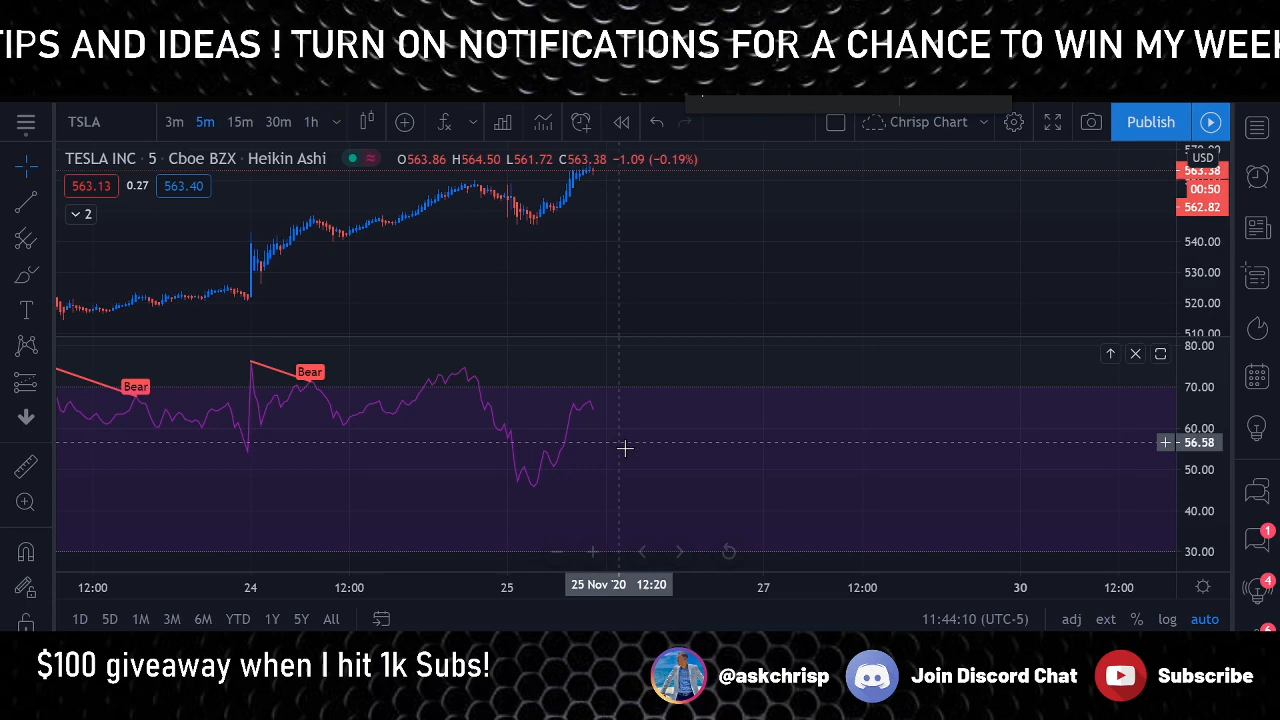 TIPS AND IDEAS ! TURN ON NOTIFICATIONS FOR A CHANCE TO WIN MY WEEK
TSLA 3m 5m 15m 30m 1h Chrisp Chart Publish
TESLA INC · 5 · Cboe BZX · Heikin Ashi O563.86 H564.50 L561.72 C563.38 −1.09 (−0.19%)
USD
563.13 0.27 563.40
563.38
00:50
562.82
2
540.00
530.00
520.00
510.00
80.00
Bear
Bear
70.00
60.00
56.58
50.00
40.00
30.00
12:00 24 12:00 25 25 Nov '20 12:20 27 12:00 30 12:00
1D 5D 1M 3M 6M YTD 1Y 5Y All 11:44:10 (UTC-5) adj ext % log auto
1
4
$100 giveaway when I hit 1k Subs!
@askchrisp Join Discord Chat Subscribe